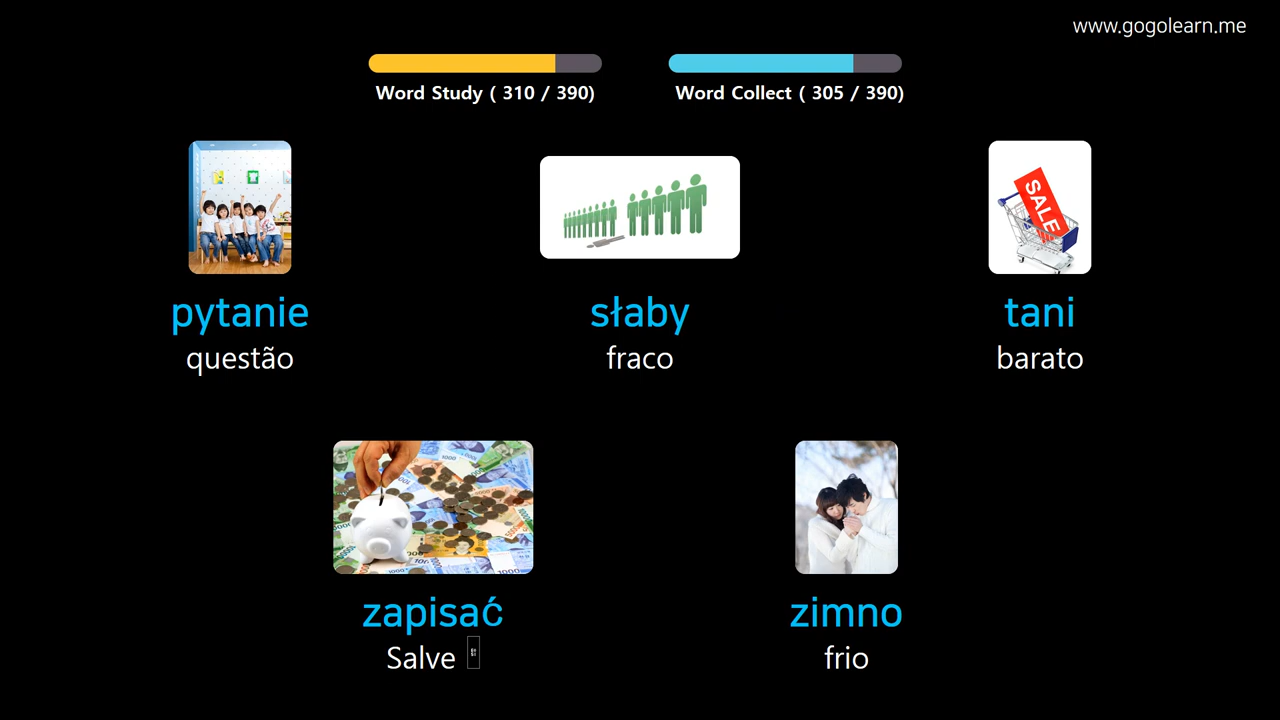 www.gogolearn.me
Word Study ( 310 / 390)
Word Collect ( 305 / 390)
SALE
pytanie
słaby
tani
questão
fraco
barato
zapisać
zimno
Salve
frio